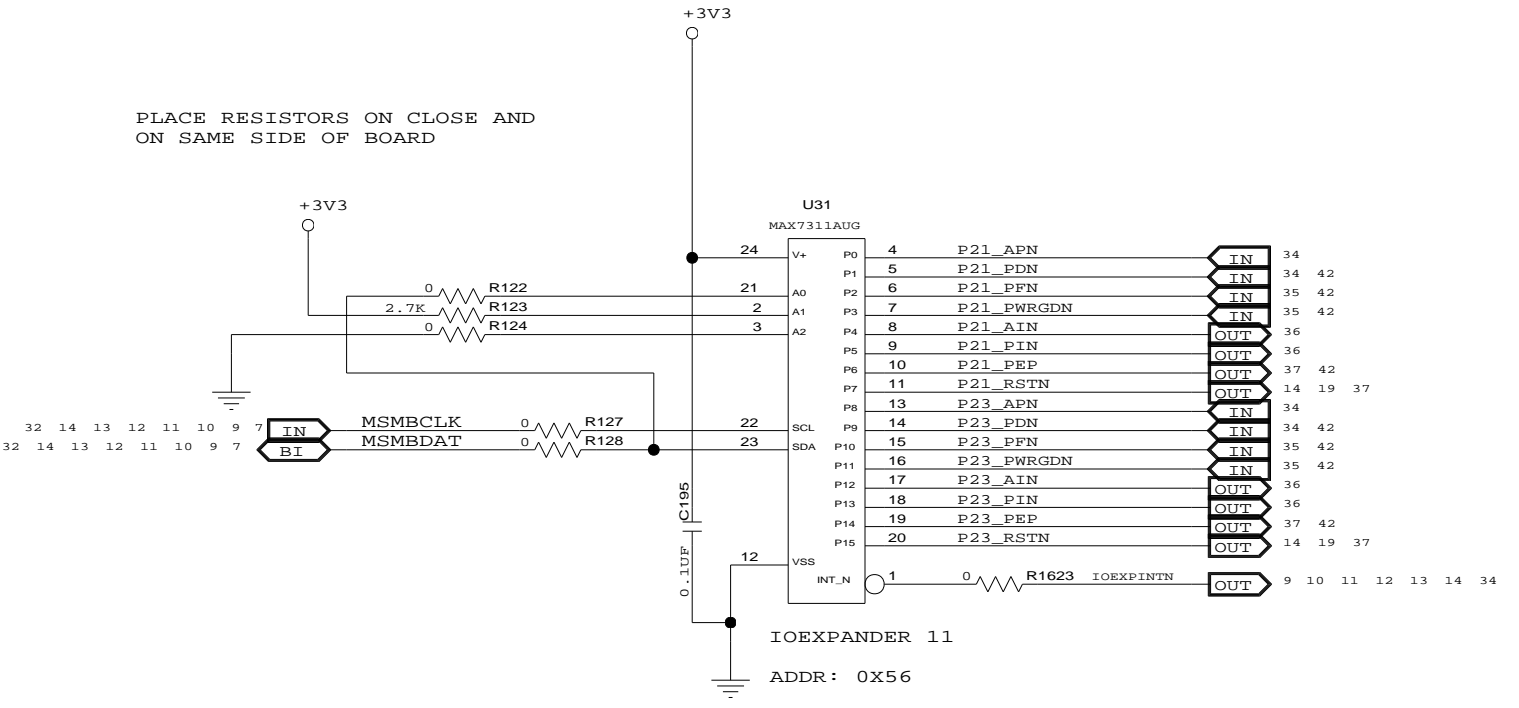 +3V3
PLACE RESISTORS ON CLOSE AND
ON SAME SIDE OF BOARD
+3V3
U31
MAX7311AUG
24 V+ P0 4 P21_APN IN 34
P1 5 P21_PDN IN 34 42
0 R122 21 A0 P2 6 P21_PFN IN 35 42
2.7K R123 2 A1 P3 7 P21_PWRGDN IN 35 42
0 R124 3 A2 P4 8 P21_AIN OUT 36
P5 9 P21_PIN OUT 36
P6 10 P21_PEP OUT 37 42
P7 11 P21_RSTN OUT 14 19 37
P8 13 P23_APN IN 34
32 14 13 12 11 10 9 7 IN MSMBCLK 0 R127 22 SCL P9 14 P23_PDN IN 34 42
32 14 13 12 11 10 9 7 BI MSMBDAT 0 R128 23 SDA P10 15 P23_PFN IN 35 42
P11 16 P23_PWRGDN IN 35 42
P12 17 P23_AIN OUT 36
P13 18 P23_PIN OUT 36
P14 19 P23_PEP OUT 37 42
P15 20 P23_RSTN OUT 14 19 37
C195
0.1UF
12 VSS
INT_N 1 0 R1623 IOEXPINTN OUT 9 10 11 12 13 14 34
IOEXPANDER 11
ADDR: 0X56